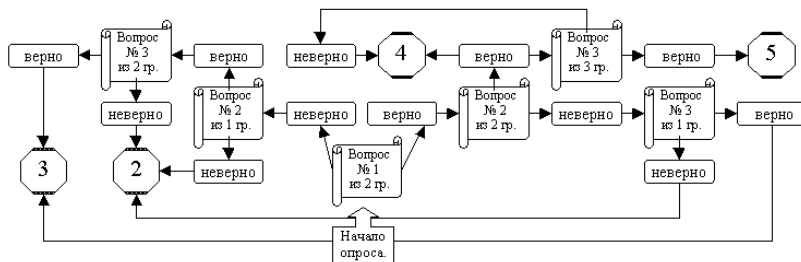 Вопрос
№ 3
из 2 гр.
Вопрос
№ 3
из 3 гр.
верно
верно
неверно
4
верно
верно
5
неверно
Вопрос
№ 2
из 1 гр.
неверно
верно
Вопрос
№ 2
из 2 гр.
неверно
Вопрос
№ 3
из 1 гр.
верно
3
2
неверно
Вопрос
№ 1
из 2 гр.
неверно
Начало
опроса.